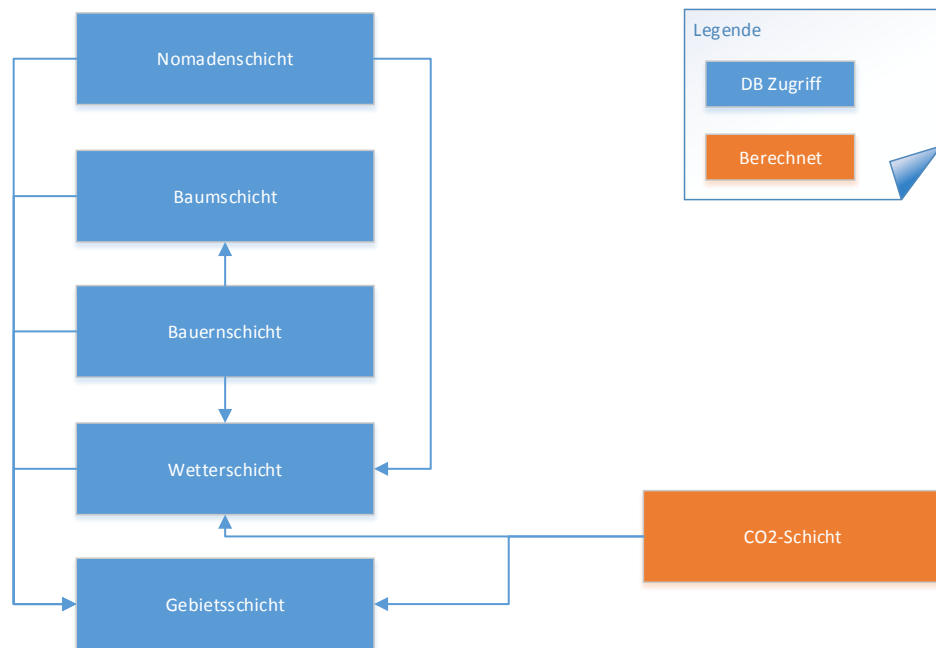 Nomadenschicht
Baumschicht
Bauernschicht
Wetterschicht
Gebietsschicht
Legende
DB Zugriff
Berechnet
CO2-Schicht